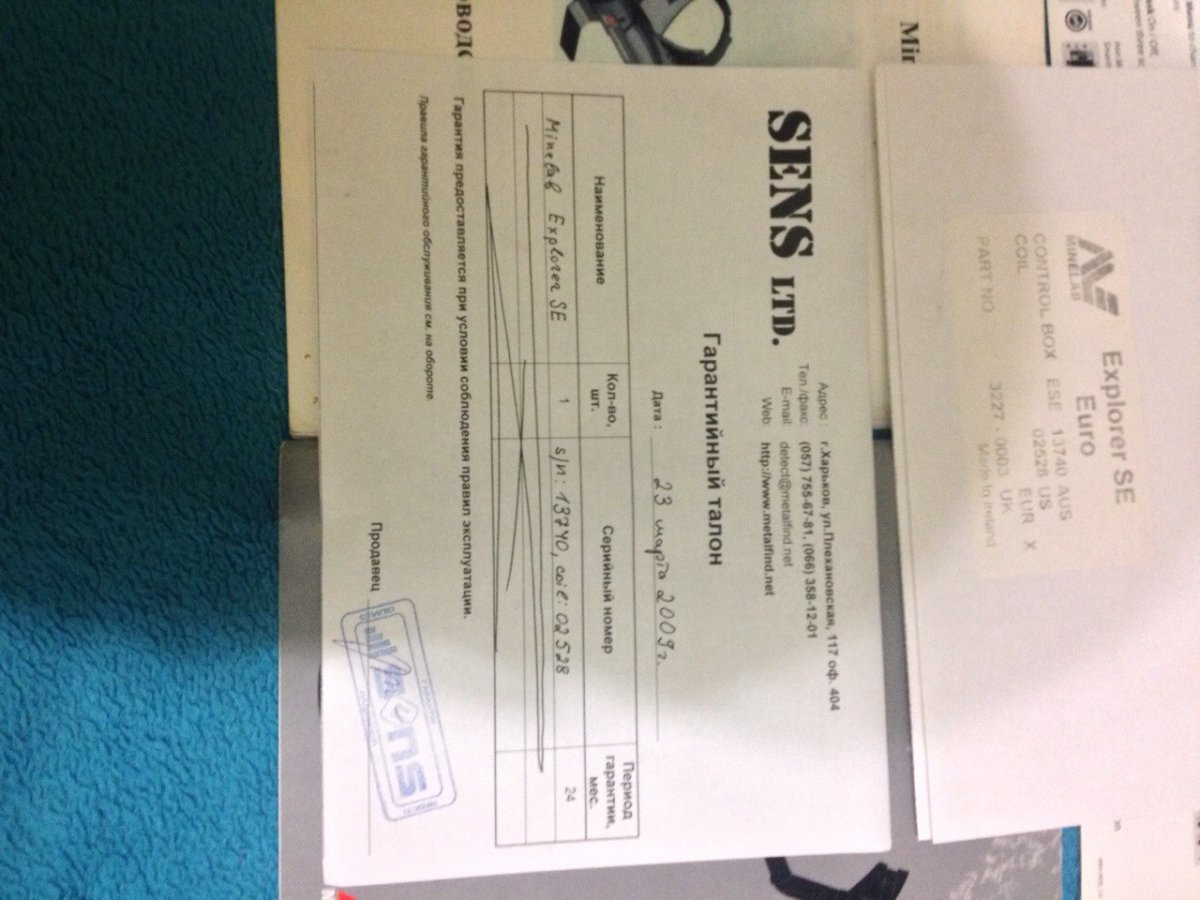 SENS LTD.
Адрес: г.Харьков, ул.Плехановская, 117 оф. 404
Тел./факс: (057) 755-67-81, (066) 358-12-01
E-mail: detect@metalfind.net
Web: http://www.metalfind.net
Гарантийный талон
Дата: 23 марта 2009г.
Наименование Кол-во, шт. Серийный номер Период гарантии, мес.
Minelab Explorer SE 1 s/n: 13740, coil: 02528 24
Гарантия предоставляется при условии соблюдения правил эксплуатации.
Правила гарантийного обслуживания см. на обороте.
Продавец
MINELAB
Explorer SE
Euro
CONTROL BOX ESE 13740 AUS
COIL 02528 US
EUR X
PART NO 3227 - 0003 UK
Made in Ireland